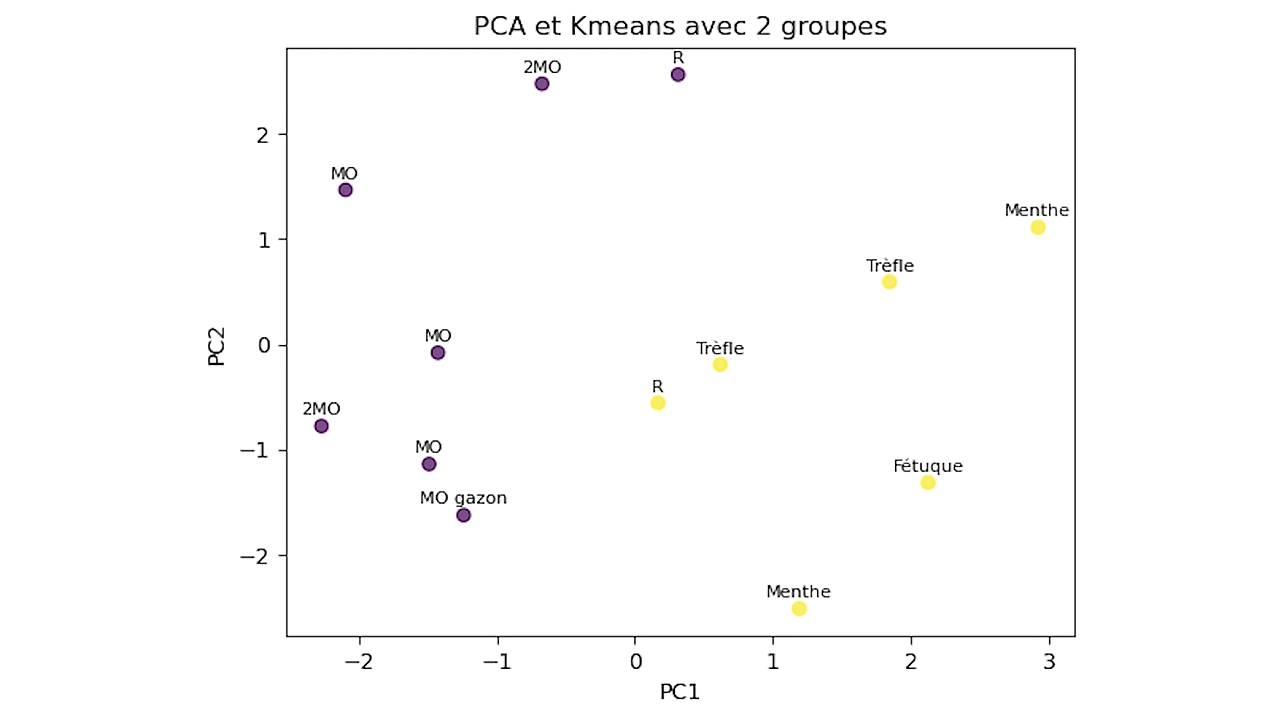 PCA et Kmeans avec 2 groupes
R
2MO
MO
Menthe
Trèfle
MO
Trèfle
R
2MO
MO
Fétuque
MO gazon
Menthe
2
1
0
−1
−2
PC2
−2
−1
0
1
2
3
PC1